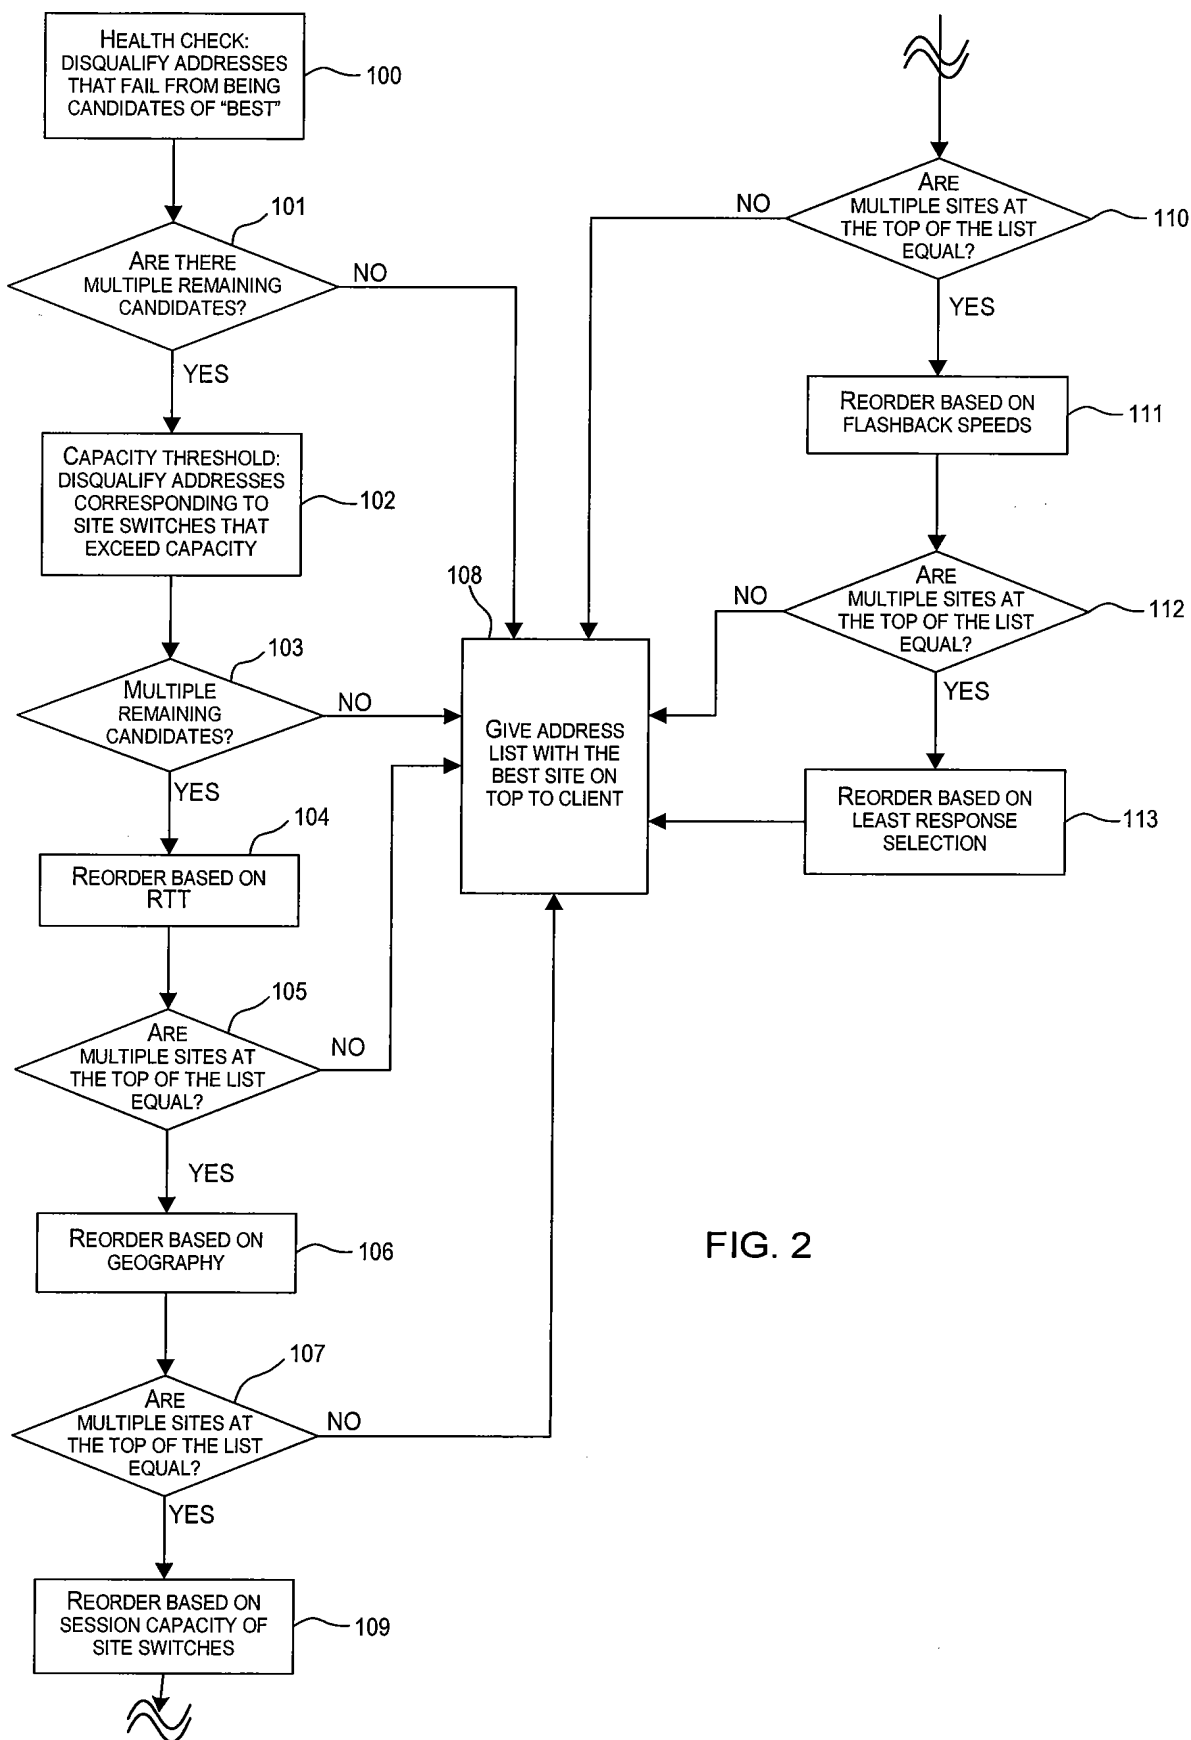 HEALTH CHECK:
DISQUALIFY ADDRESSES
THAT FAIL FROM BEING
CANDIDATES OF “BEST”
100
101
ARE THERE
MULTIPLE REMAINING
CANDIDATES?
NO
YES
CAPACITY THRESHOLD:
DISQUALIFY ADDRESSES
CORRESPONDING TO
SITE SWITCHES THAT
EXCEED CAPACITY
102
103
MULTIPLE
REMAINING
CANDIDATES?
NO
YES
104
REORDER BASED ON
RTT
105
ARE
MULTIPLE SITES AT
THE TOP OF THE LIST
EQUAL?
NO
YES
REORDER BASED ON
GEOGRAPHY
106
107
ARE
MULTIPLE SITES AT
THE TOP OF THE LIST
EQUAL?
NO
YES
REORDER BASED ON
SESSION CAPACITY OF
SITE SWITCHES
109
108
GIVE ADDRESS
LIST WITH THE
BEST SITE ON
TOP TO CLIENT
ARE
MULTIPLE SITES AT
THE TOP OF THE LIST
EQUAL?
110
NO
YES
REORDER BASED ON
FLASHBACK SPEEDS
111
ARE
MULTIPLE SITES AT
THE TOP OF THE LIST
EQUAL?
112
NO
YES
REORDER BASED ON
LEAST RESPONSE
SELECTION
113
FIG. 2